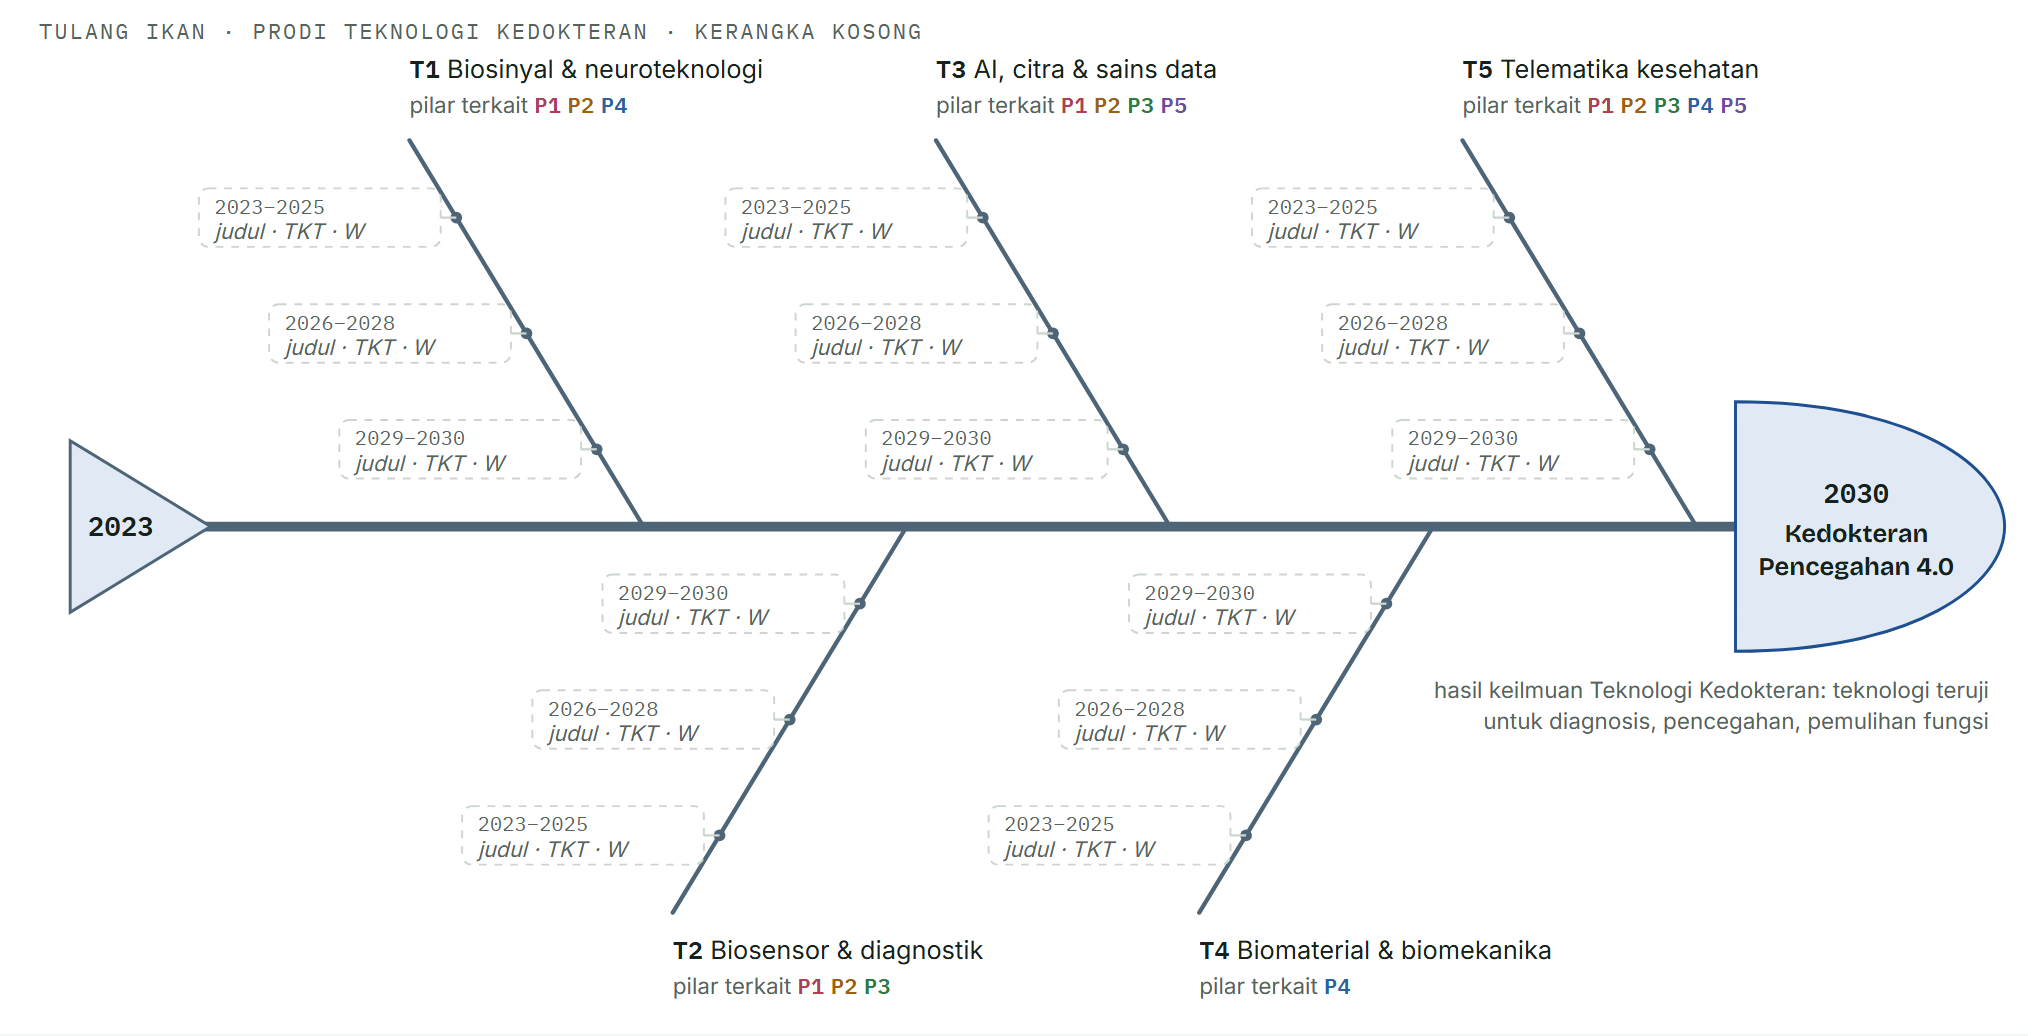 TULANG IKAN · PRODI TEKNOLOGI KEDOKTERAN · KERANGKA KOSONG
T1 Biosinyal & neuroteknologi
pilar terkait P1 P2 P4
T3 AI, citra & sains data
pilar terkait P1 P2 P3 P5
T5 Telematika kesehatan
pilar terkait P1 P2 P3 P4 P5
2023–2025
judul · TKT · W
2023–2025
judul · TKT · W
2023–2025
judul · TKT · W
2026–2028
judul · TKT · W
2026–2028
judul · TKT · W
2026–2028
judul · TKT · W
2029–2030
judul · TKT · W
2029–2030
judul · TKT · W
2029–2030
judul · TKT · W
2023
2030
Kedokteran
Pencegahan 4.0
2029–2030
judul · TKT · W
2029–2030
judul · TKT · W
hasil keilmuan Teknologi Kedokteran: teknologi teruji
untuk diagnosis, pencegahan, pemulihan fungsi
2026–2028
judul · TKT · W
2026–2028
judul · TKT · W
2023–2025
judul · TKT · W
2023–2025
judul · TKT · W
T2 Biosensor & diagnostik
pilar terkait P1 P2 P3
T4 Biomaterial & biomekanika
pilar terkait P4